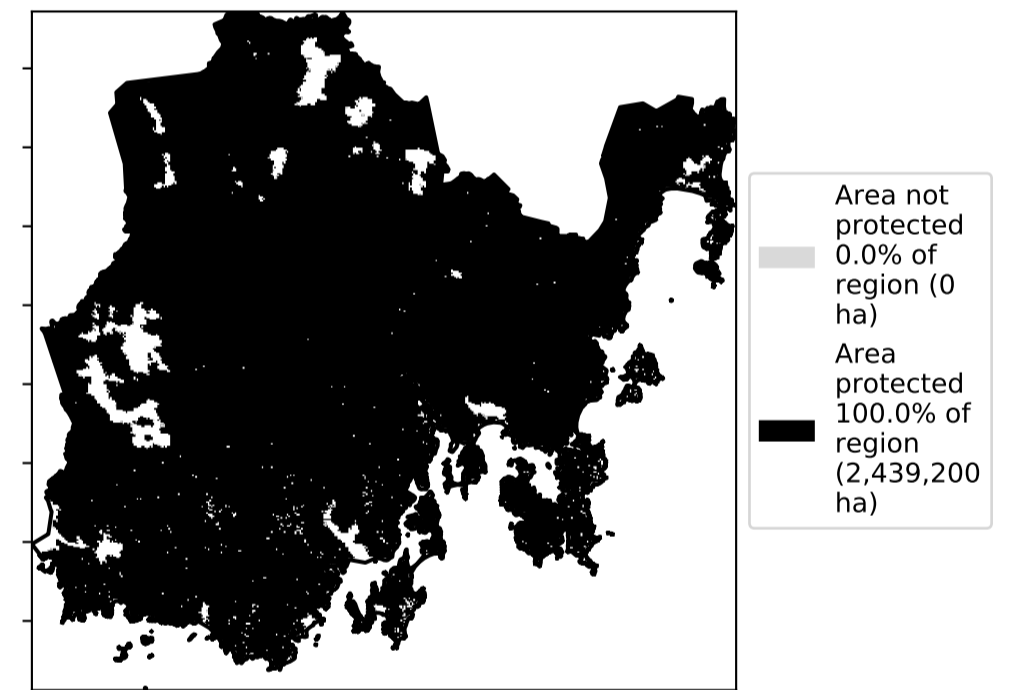 Area not
protected
0.0% of
region (0
ha)
Area
protected
100.0% of
region
(2,439,200
ha)